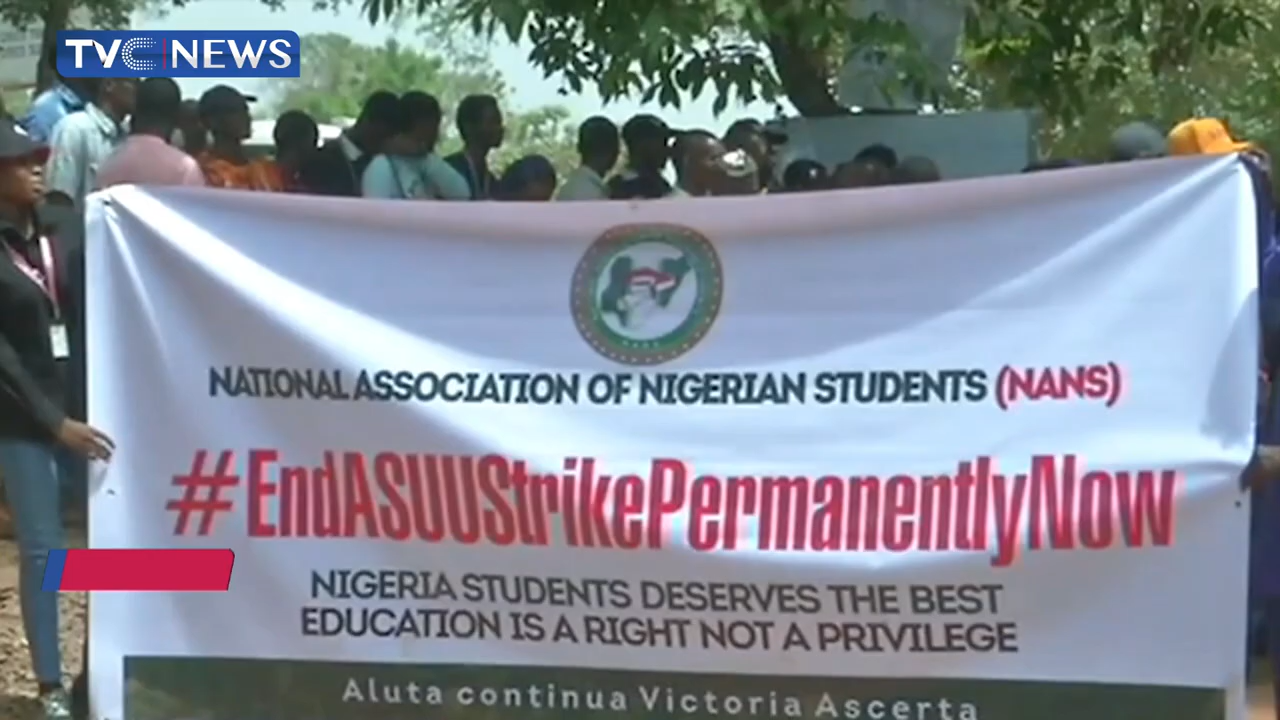 TVC NEWS
NATIONAL ASSOCIATION OF NIGERIAN STUDENTS (NANS)
#EndASUUStrikePermanentlyNow
NIGERIA STUDENTS DESERVES THE BEST
EDUCATION IS A RIGHT NOT A PRIVILEGE
Aluta continua Victoria Ascerta